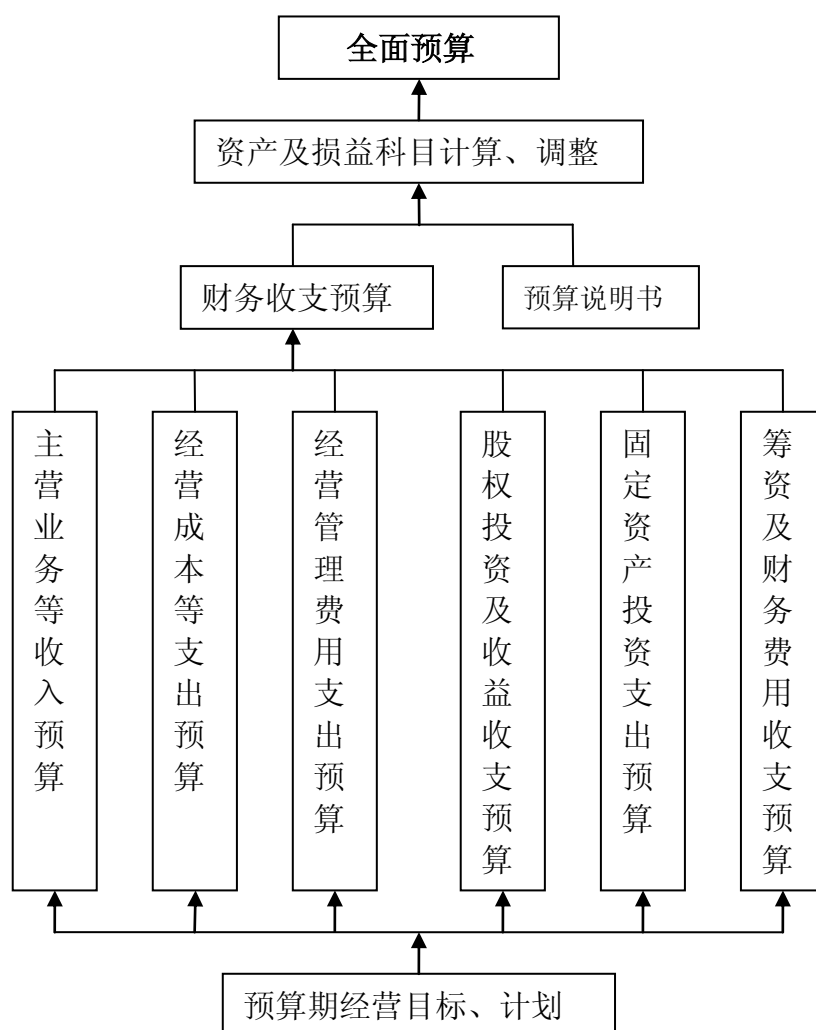 全面预算
资产及损益科目计算、调整
财务收支预算
预算说明书
主营业务等收入预算
经营成本等支出预算
经营管理费用支出预算
股权投资及收益收支预算
固定资产投资支出预算
筹资及财务费用收支预算
预算期经营目标、计划